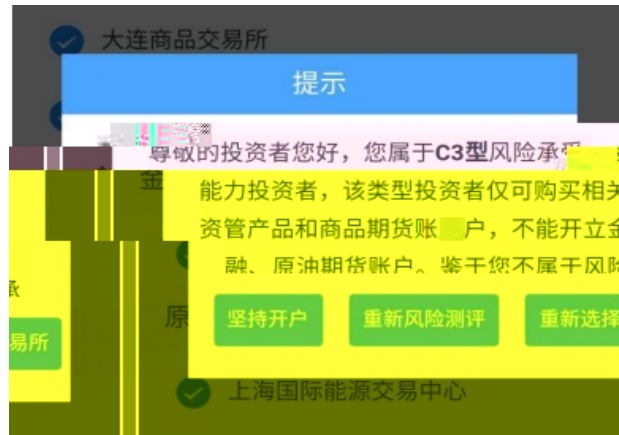 大连商品交易所
提示
尊敬的投资者您好，您属于C3型风险承受
金
能力投资者，该类型投资者仅可购买相关
资管产品和商品期货账户，不能开立金
融、原油期货账户。鉴于您不属于风险
承
原
坚持开户
重新风险测评
重新选择
易所
上海国际能源交易中心